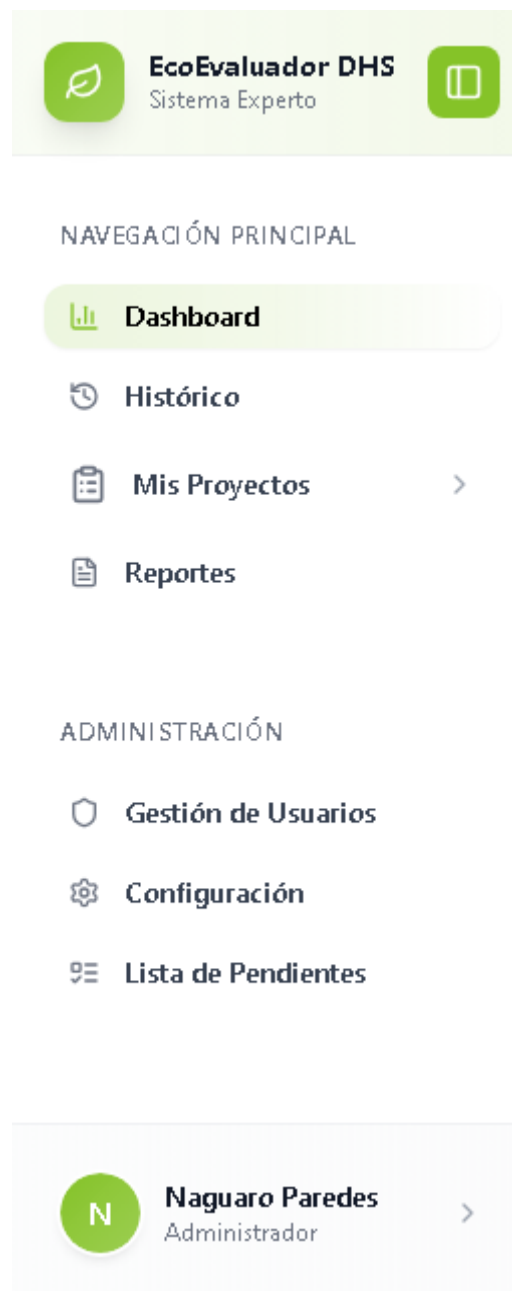 EcoEvaluador DHS
Sistema Experto
NAVEGACIÓN PRINCIPAL
Dashboard
Histórico
Mis Proyectos
Reportes
ADMINISTRACIÓN
Gestión de Usuarios
Configuración
Lista de Pendientes
N
Naguaro Paredes
Administrador